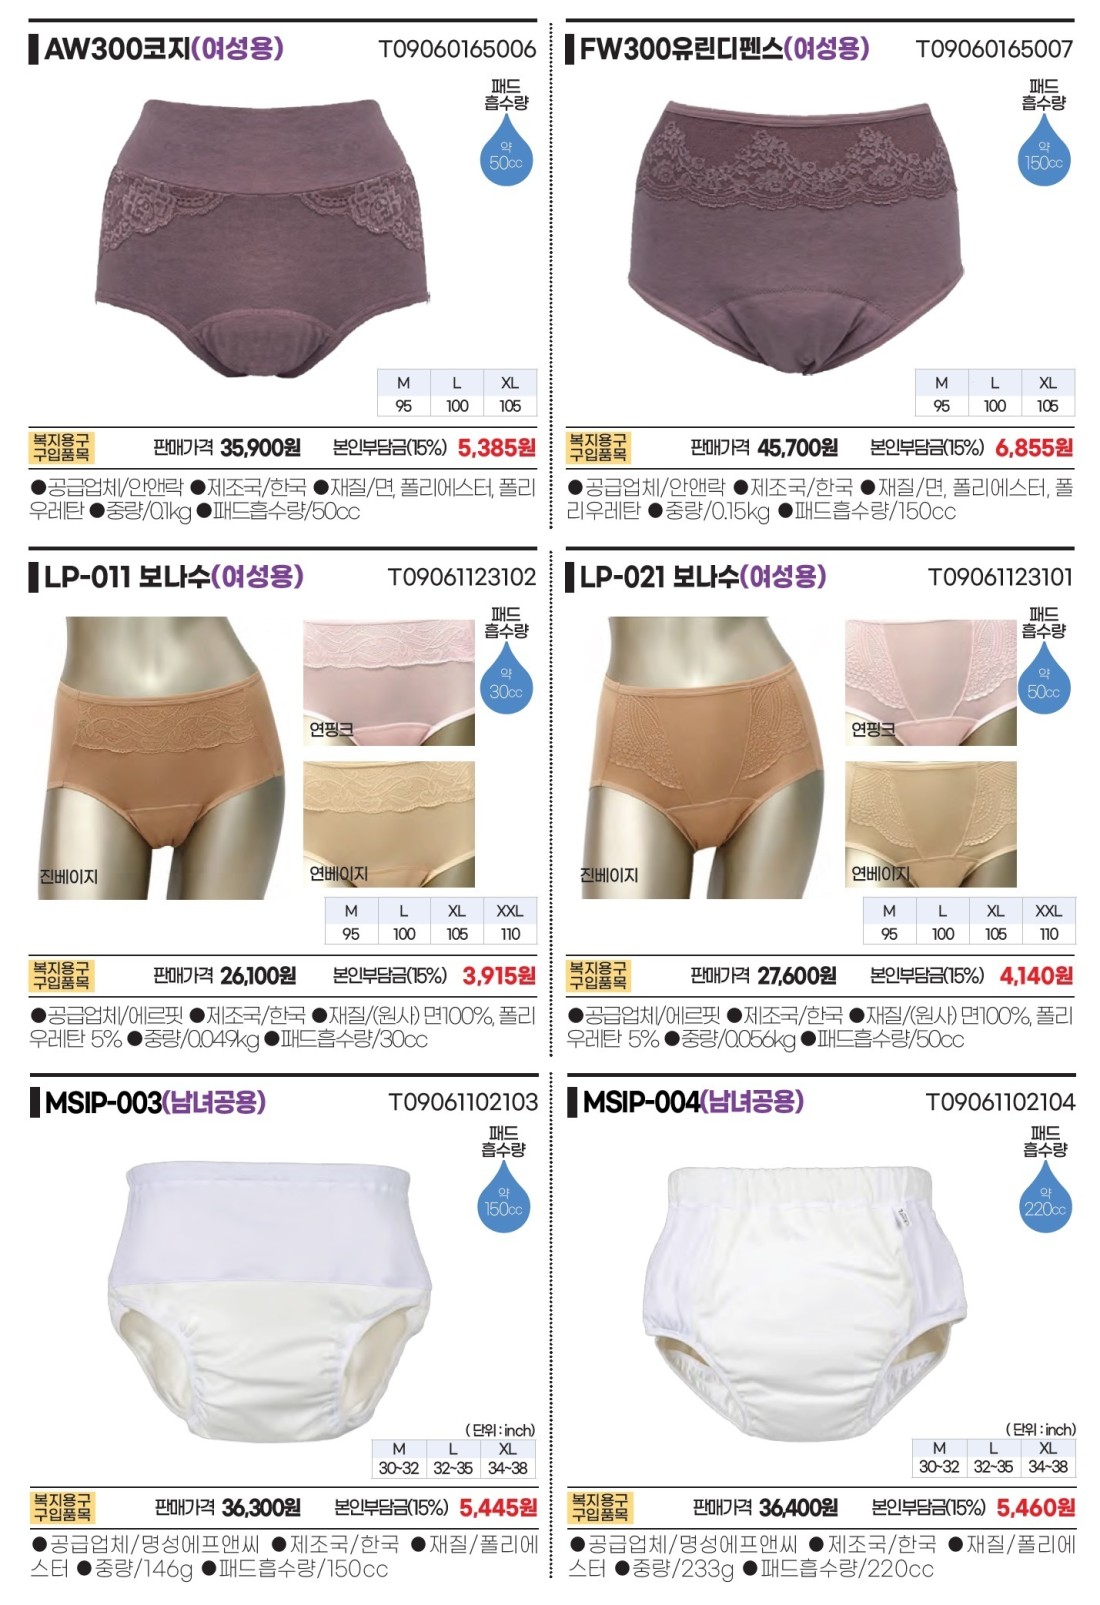 AW300코지(여성용) T09060165006
패드
흡수량
약
50cc
M L XL
95 100 105
복지용구
구입품목
판매가격 35,900원 본인부담금(15%) 5,385원
●공급업체/안앤락 ●제조국/한국 ●재질/면, 폴리에스터, 폴리
우레탄 ●중량/0.1kg ●패드흡수량/50cc
FW300유린디펜스(여성용) T09060165007
패드
흡수량
약
150cc
M L XL
95 100 105
복지용구
구입품목
판매가격 45,700원 본인부담금(15%) 6,855원
●공급업체/안앤락 ●제조국/한국 ●재질/면, 폴리에스터, 폴
리우레탄 ●중량/0.15kg ●패드흡수량/150cc
LP-011 보나수(여성용) T09061123102
패드
흡수량
약
30cc
연핑크
진베이지
연베이지
M L XL XXL
95 100 105 110
복지용구
구입품목
판매가격 26,100원 본인부담금(15%) 3,915원
●공급업체/에르핏 ●제조국/한국 ●재질/(원사) 면100%, 폴리
우레탄 5% ●중량/0.049kg ●패드흡수량/30cc
LP-021 보나수(여성용) T09061123101
패드
흡수량
약
50cc
연핑크
진베이지
연베이지
M L XL XXL
95 100 105 110
복지용구
구입품목
판매가격 27,600원 본인부담금(15%) 4,140원
●공급업체/에르핏 ●제조국/한국 ●재질/(원사) 면100%, 폴리
우레탄 5% ●중량/0.056kg ●패드흡수량/50cc
MSIP-003(남녀공용) T09061102103
패드
흡수량
약
150cc
(단위 : inch)
M L XL
30~32 32~35 34~38
복지용구
구입품목
판매가격 36,300원 본인부담금(15%) 5,445원
●공급업체/명성에프앤씨 ●제조국/한국 ●재질/폴리에
스터 ●중량/146g ●패드흡수량/150cc
MSIP-004(남녀공용) T09061102104
패드
흡수량
약
220cc
(단위 : inch)
M L XL
30~32 32~35 34~38
복지용구
구입품목
판매가격 36,400원 본인부담금(15%) 5,460원
●공급업체/명성에프앤씨 ●제조국/한국 ●재질/폴리에
스터 ●중량/233g ●패드흡수량/220cc